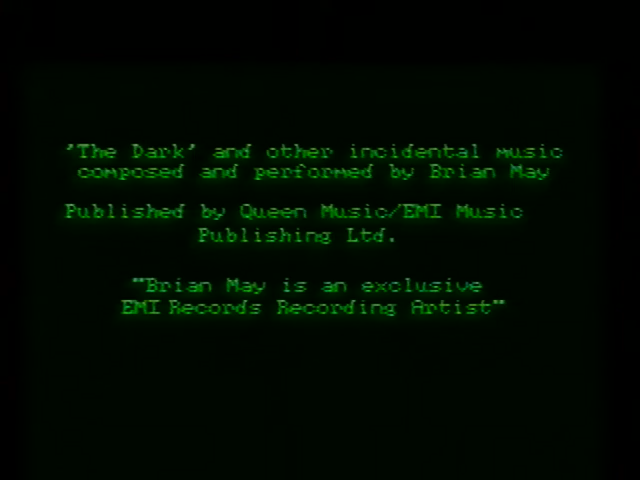 'The Dark' and other incidental music
composed and performed by Brian May
Published by Queen Music/EMI Music
Publishing Ltd.
"Brian May is an exclusive
EMI Records Recording Artist"